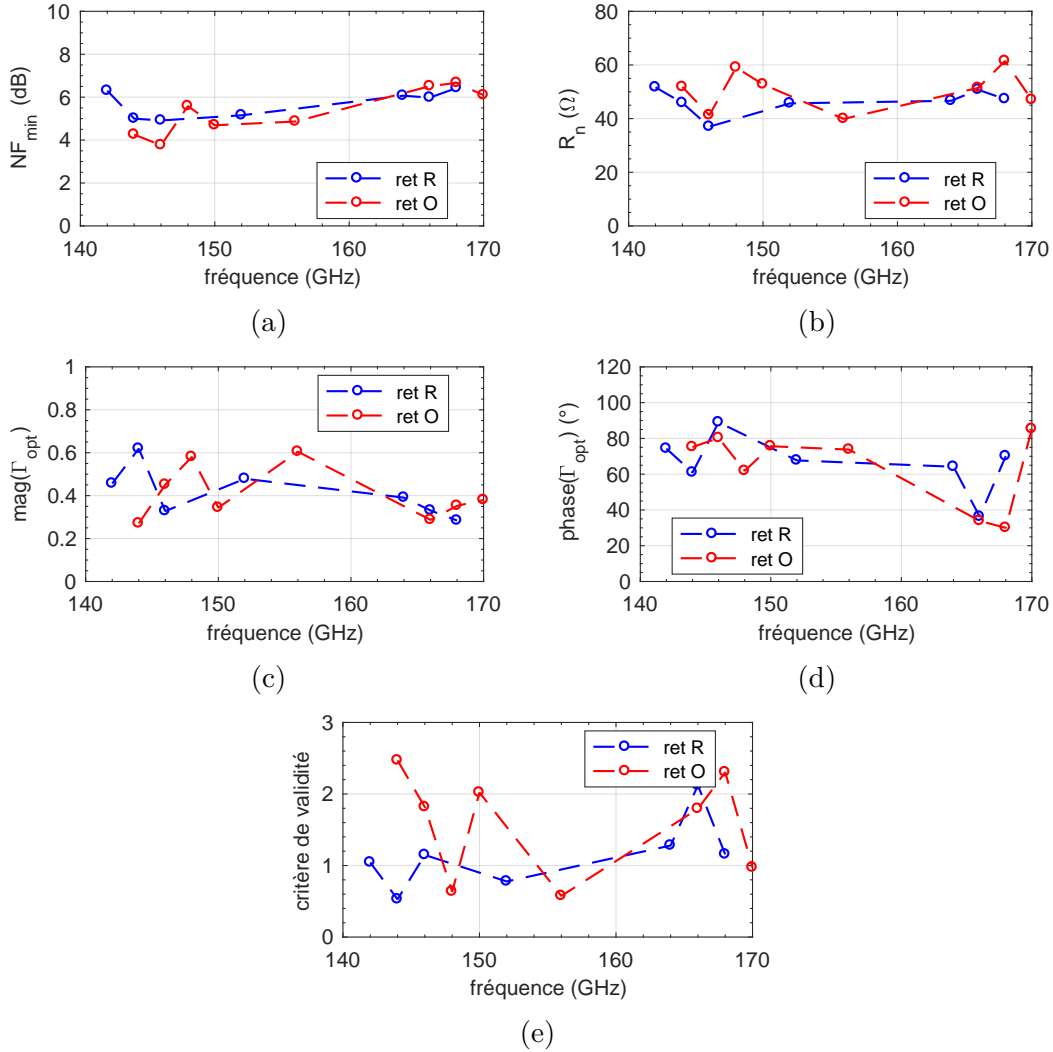 NFmin (dB)
10
8
6
4
2
0
ret R
ret O
140 150 160 170
fréquence (GHz)
(a)
Rn (Ω)
80
60
40
20
0
ret R
ret O
140 150 160 170
fréquence (GHz)
(b)
mag(Γopt)
1
0.8
0.6
0.4
0.2
0
ret R
ret O
140 150 160 170
fréquence (GHz)
(c)
phase(Γopt) (°)
120
100
80
60
40
20
0
ret R
ret O
140 150 160 170
fréquence (GHz)
(d)
critère de validité
3
2
1
0
ret R
ret O
140 150 160 170
fréquence (GHz)
(e)